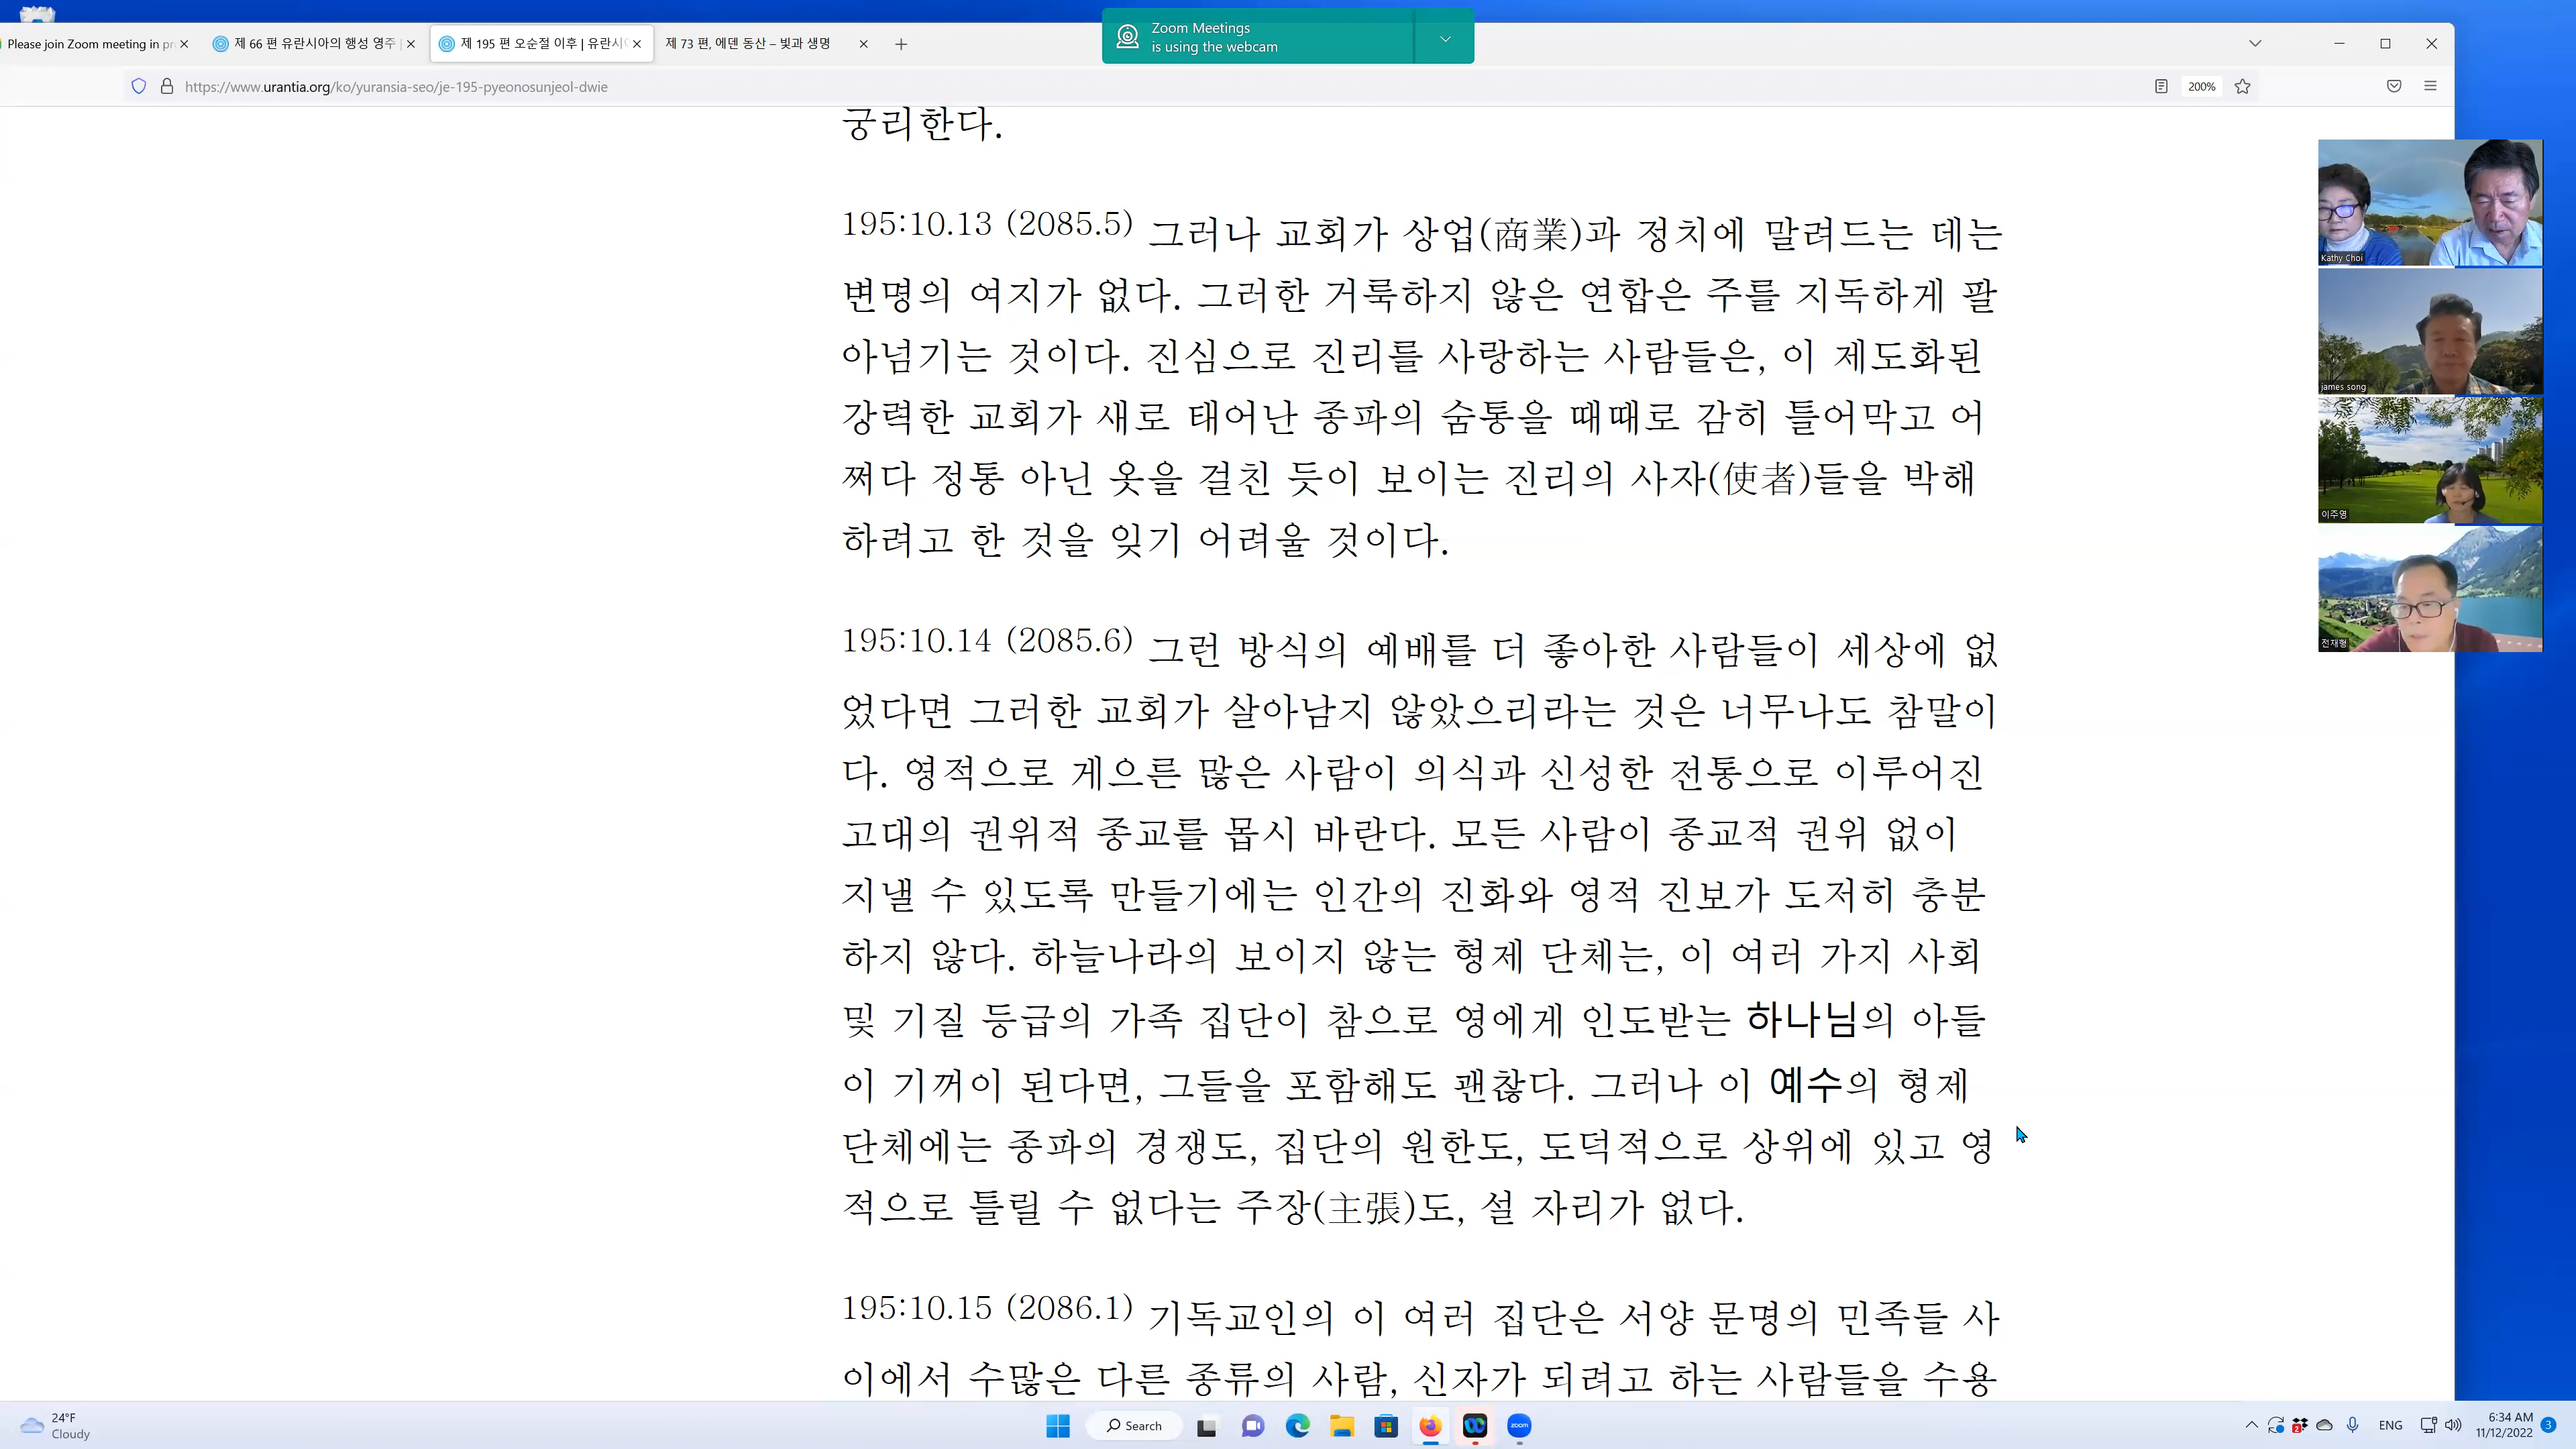 Please join Zoom meeting in pr
제 66 편 유란시아의 행성 영주 |
제 195 편 오순절 이후 | 유란시아
제 73 편, 에덴 동산 – 빛과 생명
Zoom Meetings
is using the webcam
https://www.urantia.org/ko/yuransia-seo/je-195-pyeonosunjeol-dwie
200%
궁리한다.
195:10.13 (2085.5) 그러나 교회가 상업(商業)과 정치에 말려드는 데는
변명의 여지가 없다. 그러한 거룩하지 않은 연합은 주를 지독하게 팔
아넘기는 것이다. 진심으로 진리를 사랑하는 사람들은, 이 제도화된
강력한 교회가 새로 태어난 종파의 숨통을 때때로 감히 틀어막고 어
쩌다 정통 아닌 옷을 걸친 듯이 보이는 진리의 사자(使者)들을 박해
하려고 한 것을 잊기 어려울 것이다.
195:10.14 (2085.6) 그런 방식의 예배를 더 좋아한 사람들이 세상에 없
었다면 그러한 교회가 살아남지 않았으리라는 것은 너무나도 참말이
다. 영적으로 게으른 많은 사람이 의식과 신성한 전통으로 이루어진
고대의 권위적 종교를 몹시 바란다. 모든 사람이 종교적 권위 없이
지낼 수 있도록 만들기에는 인간의 진화와 영적 진보가 도저히 충분
하지 않다. 하늘나라의 보이지 않는 형제 단체는, 이 여러 가지 사회
및 기질 등급의 가족 집단이 참으로 영에게 인도받는 하나님의 아들
이 기꺼이 된다면, 그들을 포함해도 괜찮다. 그러나 이 예수의 형제
단체에는 종파의 경쟁도, 집단의 원한도, 도덕적으로 상위에 있고 영
적으로 틀릴 수 없다는 주장(主張)도, 설 자리가 없다.
195:10.15 (2086.1) 기독교인의 이 여러 집단은 서양 문명의 민족들 사
이에서 수많은 다른 종류의 사람, 신자가 되려고 하는 사람들을 수용
Kathy Choi
james song
이주영
전재형
24°F
Cloudy
Search
zoom
2
ENG
6:34 AM
11/12/2022
3